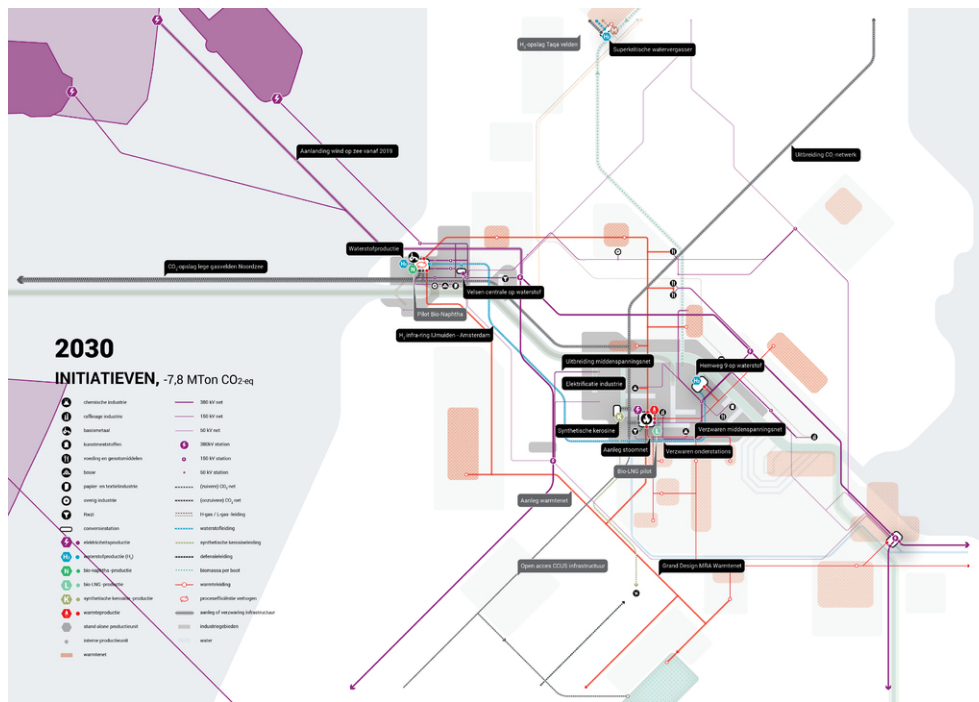 H₂-opslag Taqa velden
Superkritische watervergasser
Aanlanding wind op zee vanaf 2019
Uitbreiding CO₂-netwerk
Waterstofproductie
CO₂-opslag lege gasvelden Noordzee
Velsen centrale op waterstof
Pilot Bio-Naphtha
H₂ infra-ring IJmuiden - Amsterdam
Uitbreiding middenspanningsnet
Hemweg 9 op waterstof
Elektrificatie industrie
Synthetische kerosine
Verzwaren middenspanningsnet
Aanleg stoomnet
Verzwaren onderstations
Bio-LNG pilot
Aanleg warmtenet
Open acces CCUS infrastructuur
Grand Design MRA Warmtenet
2030
INITIATIEVEN, -7,8 MTon CO2-eq
chemische industrie
raffinage industrie
basismetaal
kunstmeststoffen
voeding en genotsmiddelen
bouw
papier- en textielindustrie
overig industrie
conversiestation
elektriciteitsproductie
H₂ waterstofproductie (H₂)
N bio-naphtha -productie
L bio-LNG -productie
K synthetische kerosine -productie
warmteproductie
stand-alone productieunit
interne productieunit
warmtenet
380 kV net
150 kV net
50 kV net
380kV station
150 kV station
50 kV station
(zuivere) CO₂-net
(onzuivere) CO₂-net
H-gas / L-gas- leiding
waterstofleiding
synthetische kerosineleiding
defensieleiding
biomassa per boot
warmteleiding
procesefficiëntie verhogen
aanleg of verzwaring infrastructuur
industriegebieden
water